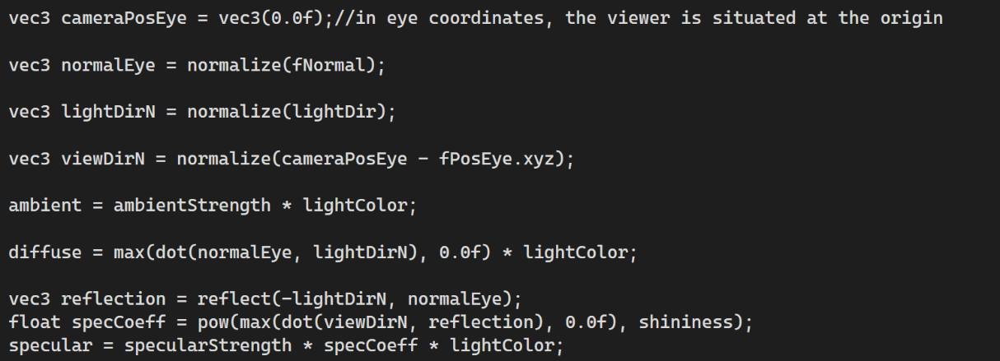 vec3 cameraPosEye = vec3(0.0f);//in eye coordinates, the viewer is situated at the origin
vec3 normalEye = normalize(fNormal);
vec3 lightDirN = normalize(lightDir);
vec3 viewDirN = normalize(cameraPosEye - fPosEye.xyz);
ambient = ambientStrength * lightColor;
diffuse = max(dot(normalEye, lightDirN), 0.0f) * lightColor;
vec3 reflection = reflect(-lightDirN, normalEye);
float specCoeff = pow(max(dot(viewDirN, reflection), 0.0f), shininess);
specular = specularStrength * specCoeff * lightColor;